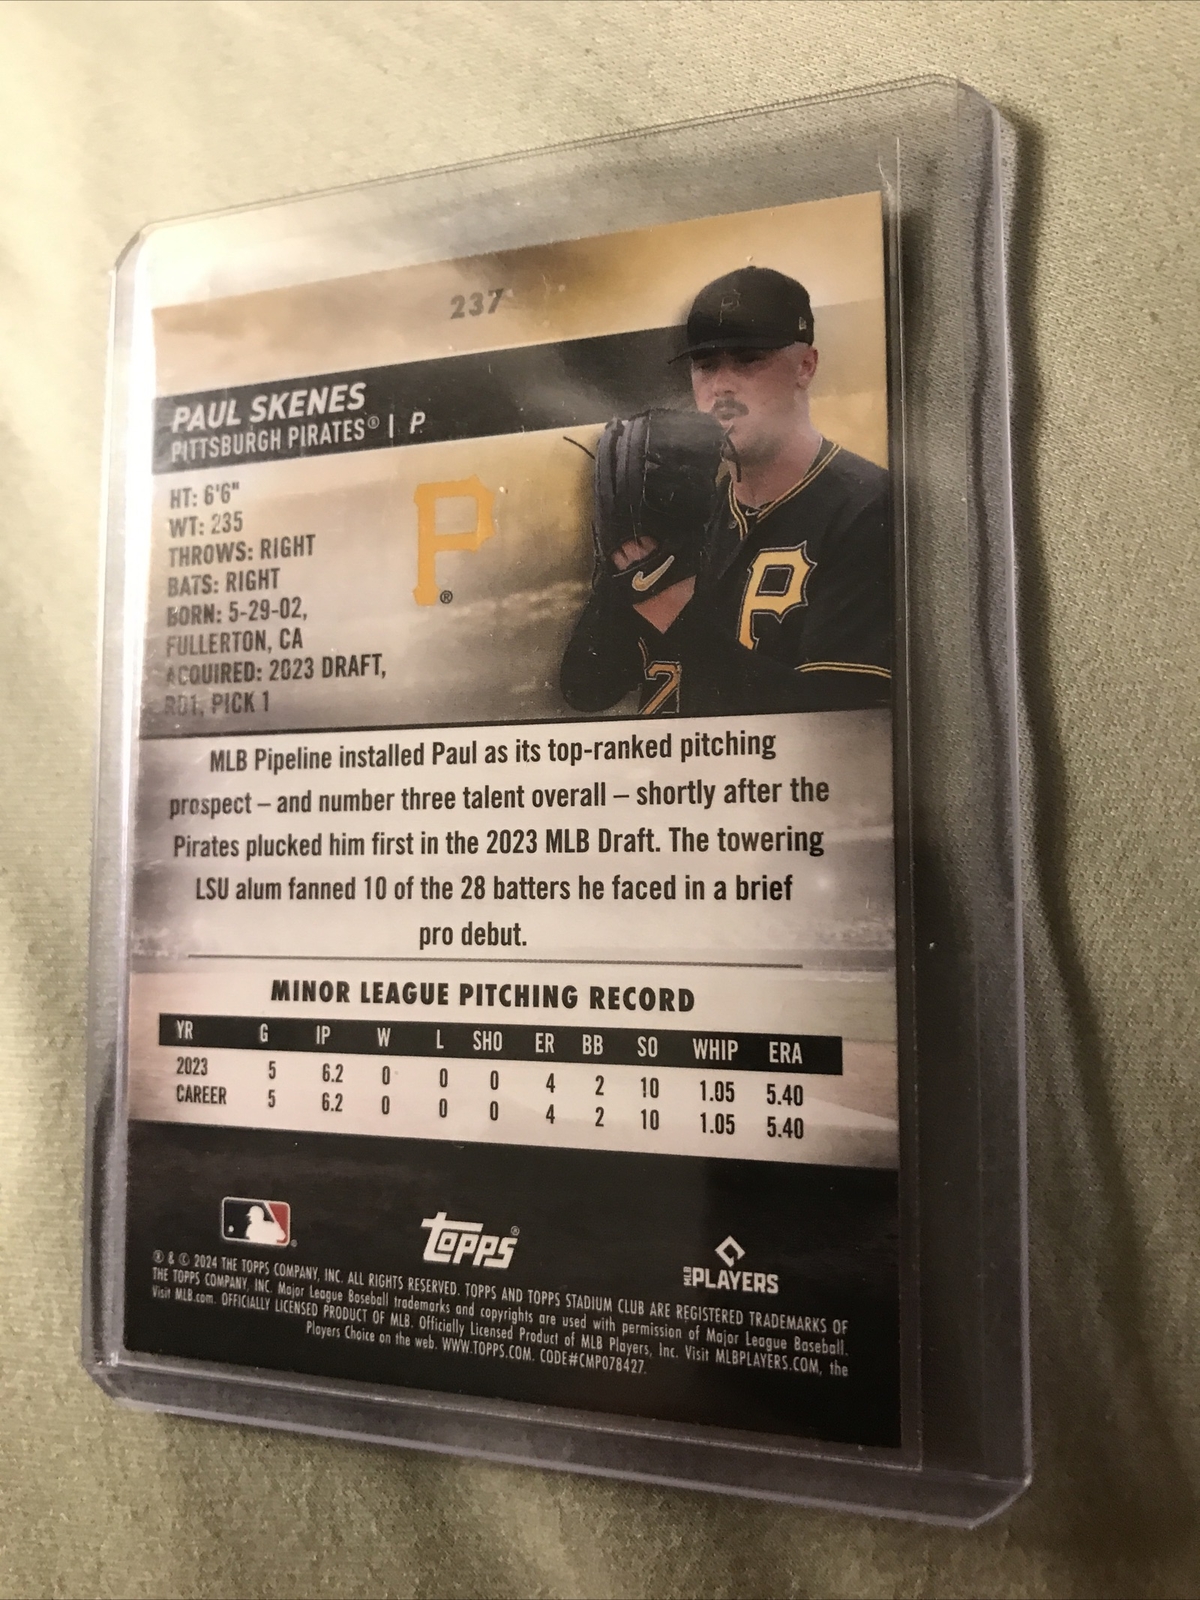 237
PAUL SKENES
PITTSBURGH PIRATES® | P
HT: 6'6"
WT: 235
THROWS: RIGHT
BATS: RIGHT
BORN: 5-29-02,
FULLERTON, CA
ACQUIRED: 2023 DRAFT,
RD1, PICK 1
P®
P
P
2
MLB Pipeline installed Paul as its top-ranked pitching
prospect – and number three talent overall – shortly after the
Pirates plucked him first in the 2023 MLB Draft. The towering
LSU alum fanned 10 of the 28 batters he faced in a brief
pro debut.
MINOR LEAGUE PITCHING RECORD
YR G IP W L SHO ER BB SO WHIP ERA
2023 5 6.2 0 0 0 4 2 10 1.05 5.40
CAREER 5 6.2 0 0 0 4 2 10 1.05 5.40
Topps®
MLB PLAYERS
® & © 2024 THE TOPPS COMPANY, INC. ALL RIGHTS RESERVED. TOPPS AND TOPPS STADIUM CLUB ARE REGISTERED TRADEMARKS OF
THE TOPPS COMPANY, INC. Major League Baseball trademarks and copyrights are used with permission of Major League Baseball.
Visit MLB.com. OFFICIALLY LICENSED PRODUCT OF MLB. Officially Licensed Product of MLB Players, Inc. Visit MLBPLAYERS.COM, the
Players Choice on the web. WWW.TOPPS.COM. CODE#CMP078427.